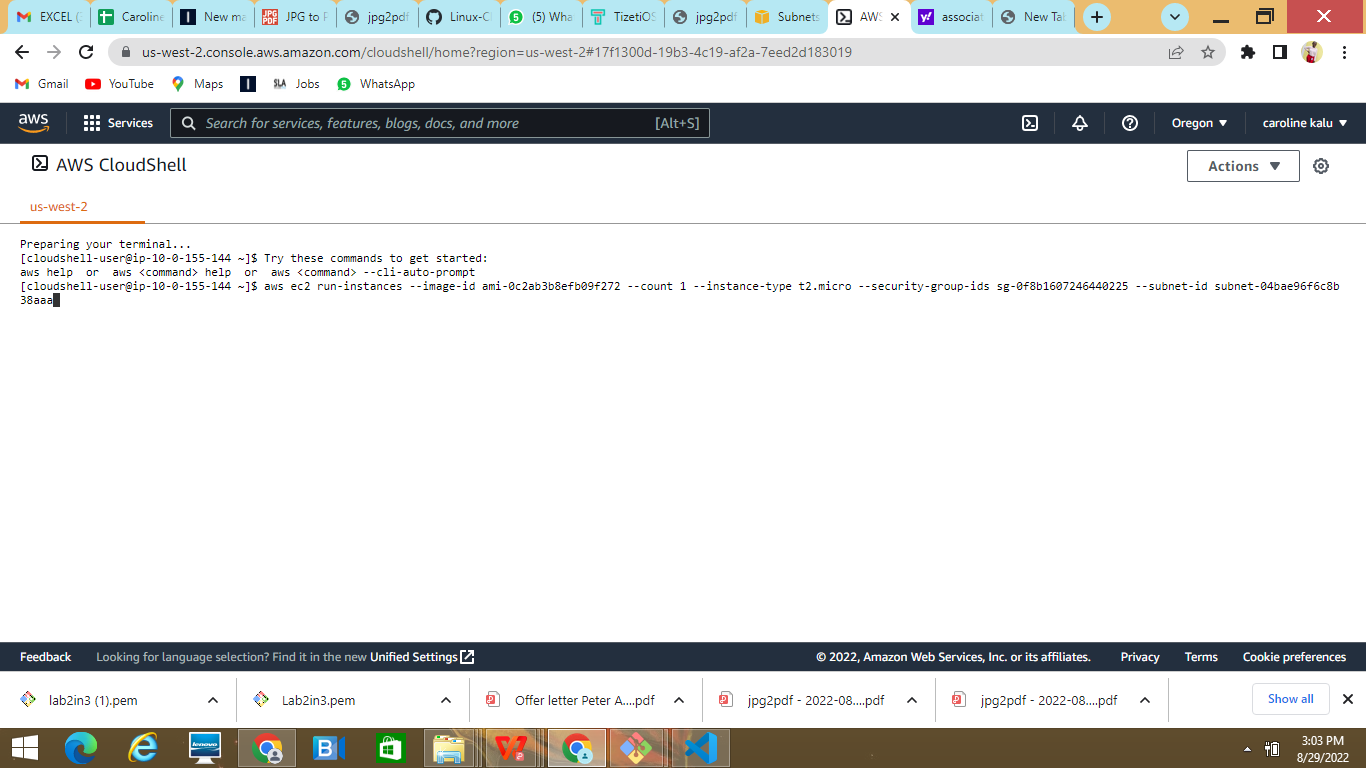 EXCEL (
Caroline
New ma
JPG to F
jpg2pdf
Linux-Cl
(5) Wha
TizetiOS
jpg2pdf
Subnets
AWS
associat
New Tab
us-west-2.console.aws.amazon.com/cloudshell/home?region=us-west-2#17f1300d-19b3-4c19-af2a-7eed2d183019
Gmail
YouTube
Maps
SLA
Jobs
5
WhatsApp
aws
Services
Search for services, features, blogs, docs, and more
[Alt+S]
Oregon
caroline kalu
AWS CloudShell
Actions
us-west-2
Preparing your terminal...
[cloudshell-user@ip-10-0-155-144 ~]$ Try these commands to get started:
aws help  or  aws <command> help  or  aws <command> --cli-auto-prompt
[cloudshell-user@ip-10-0-155-144 ~]$ aws ec2 run-instances --image-id ami-0c2ab3b8efb09f272 --count 1 --instance-type t2.micro --security-group-ids sg-0f8b1607246440225 --subnet-id subnet-04bae96f6c8b
38aaa
Feedback
Looking for language selection? Find it in the new Unified Settings
© 2022, Amazon Web Services, Inc. or its affiliates.
Privacy
Terms
Cookie preferences
lab2in3 (1).pem
Lab2in3.pem
Offer letter Peter A....pdf
jpg2pdf - 2022-08....pdf
jpg2pdf - 2022-08....pdf
Show all
lenovo
3:03 PM
8/29/2022